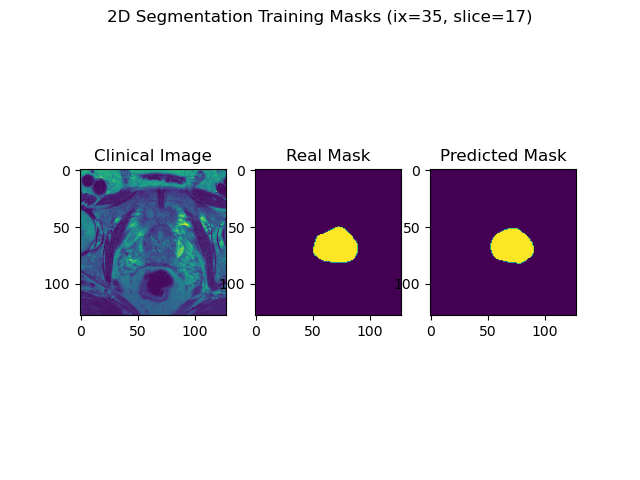 2D Segmentation Training Masks (ix=35, slice=17)
Clinical Image Real Mask Predicted Mask
0 0 0
50 50 50
100 100 100
0 50 100 0 50 100 0 50 100